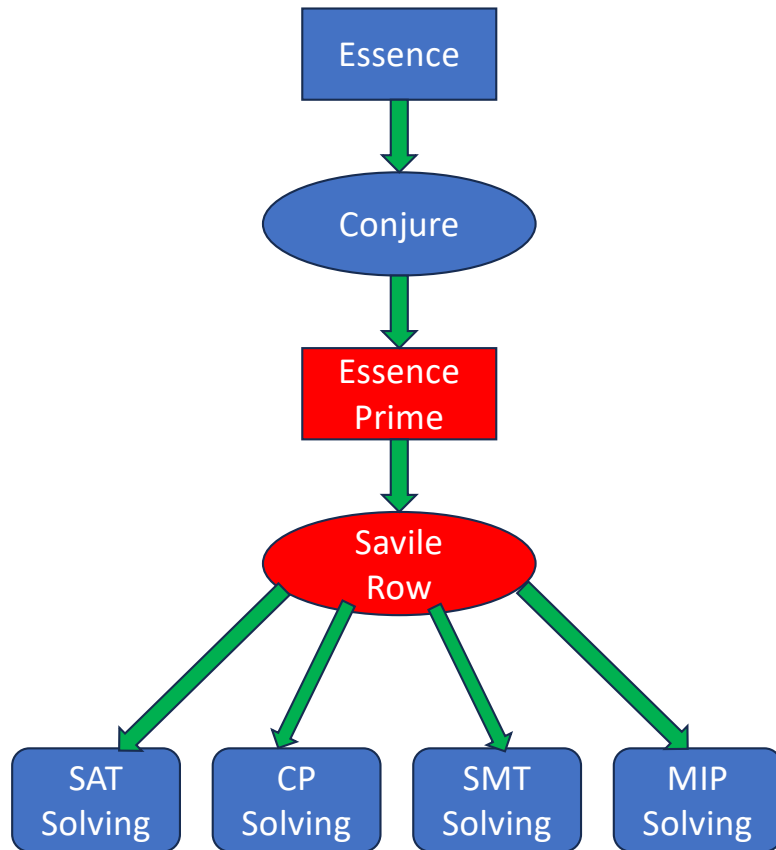 Essence
Conjure
Essence
Prime
Savile
Row
SAT
Solving
CP
Solving
SMT
Solving
MIP
Solving